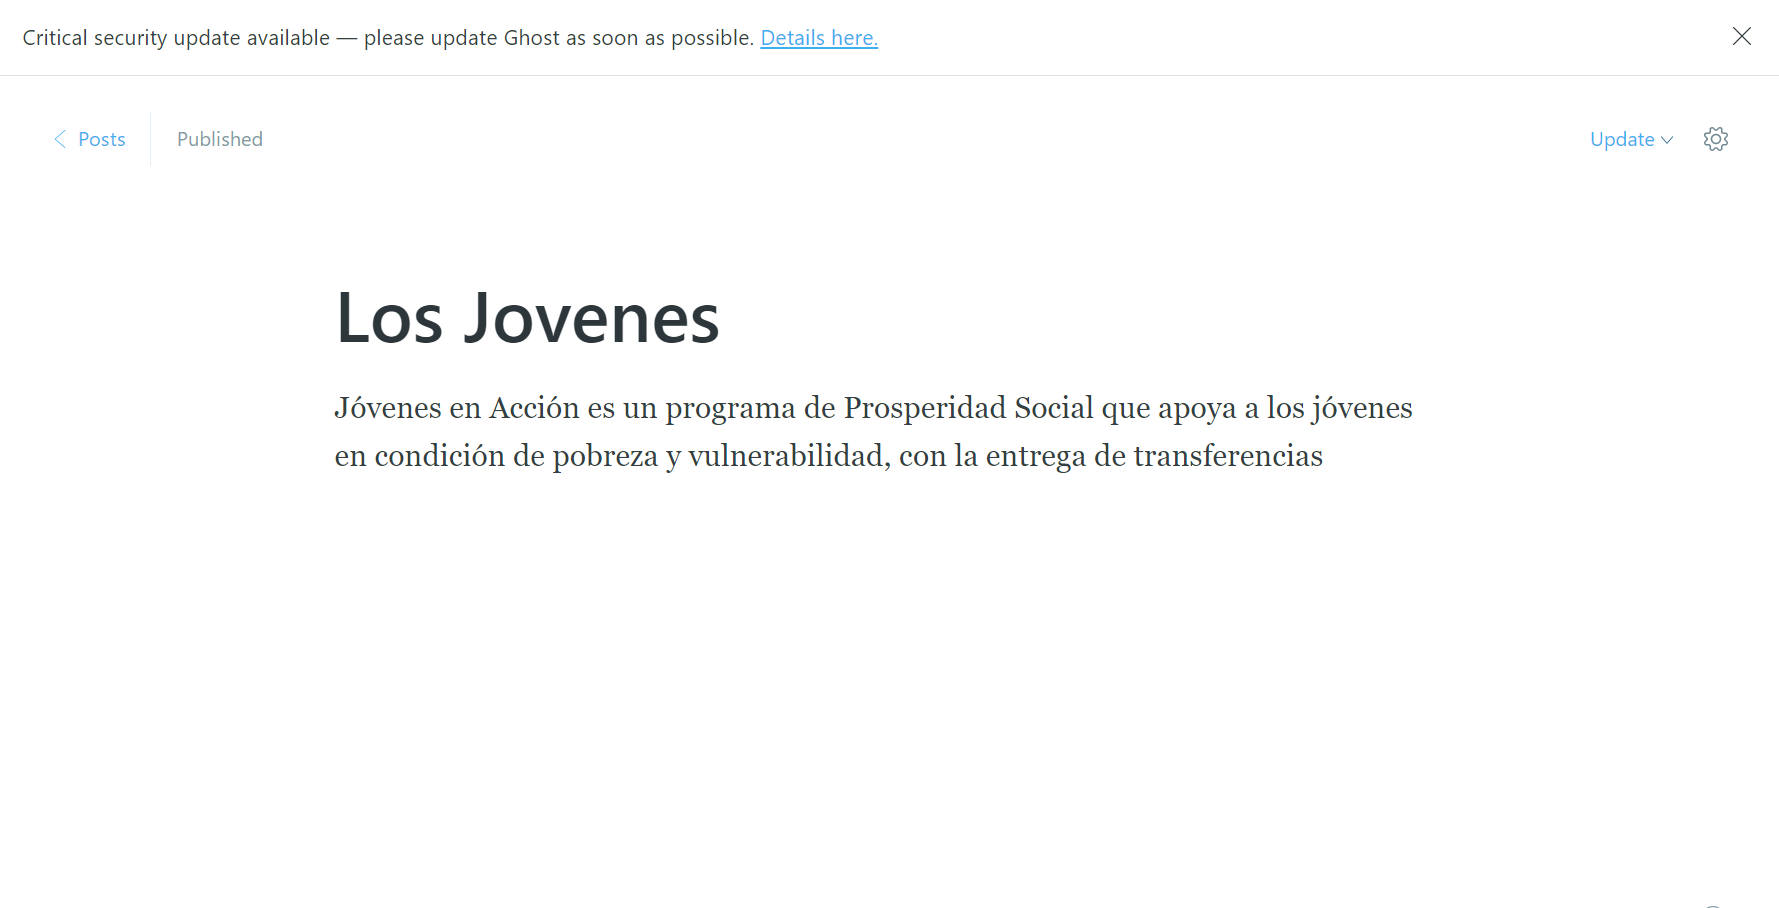 Critical security update available — please update Ghost as soon as possible. Details here.
Posts
Published
Update
Los Jovenes
Jóvenes en Acción es un programa de Prosperidad Social que apoya a los jóvenes
en condición de pobreza y vulnerabilidad, con la entrega de transferencias